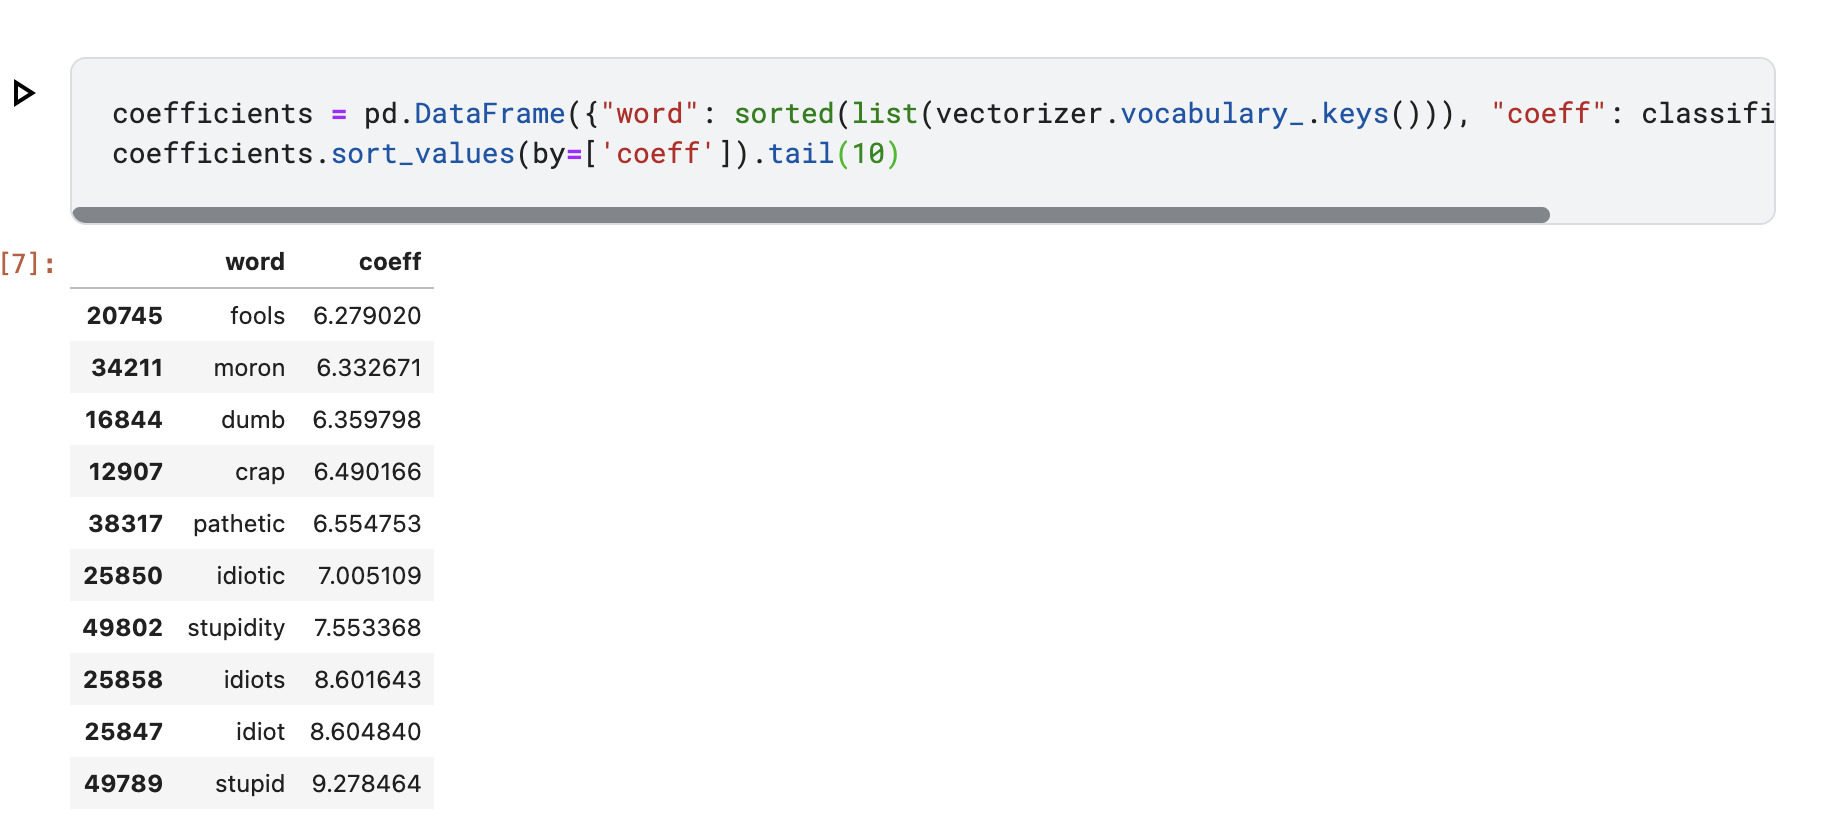 coefficients = pd.DataFrame({"word": sorted(list(vectorizer.vocabulary_.keys())), "coeff": classifi
coefficients.sort_values(by=['coeff']).tail(10)
[7]:
word coeff
20745 fools 6.279020
34211 moron 6.332671
16844 dumb 6.359798
12907 crap 6.490166
38317 pathetic 6.554753
25850 idiotic 7.005109
49802 stupidity 7.553368
25858 idiots 8.601643
25847 idiot 8.604840
49789 stupid 9.278464